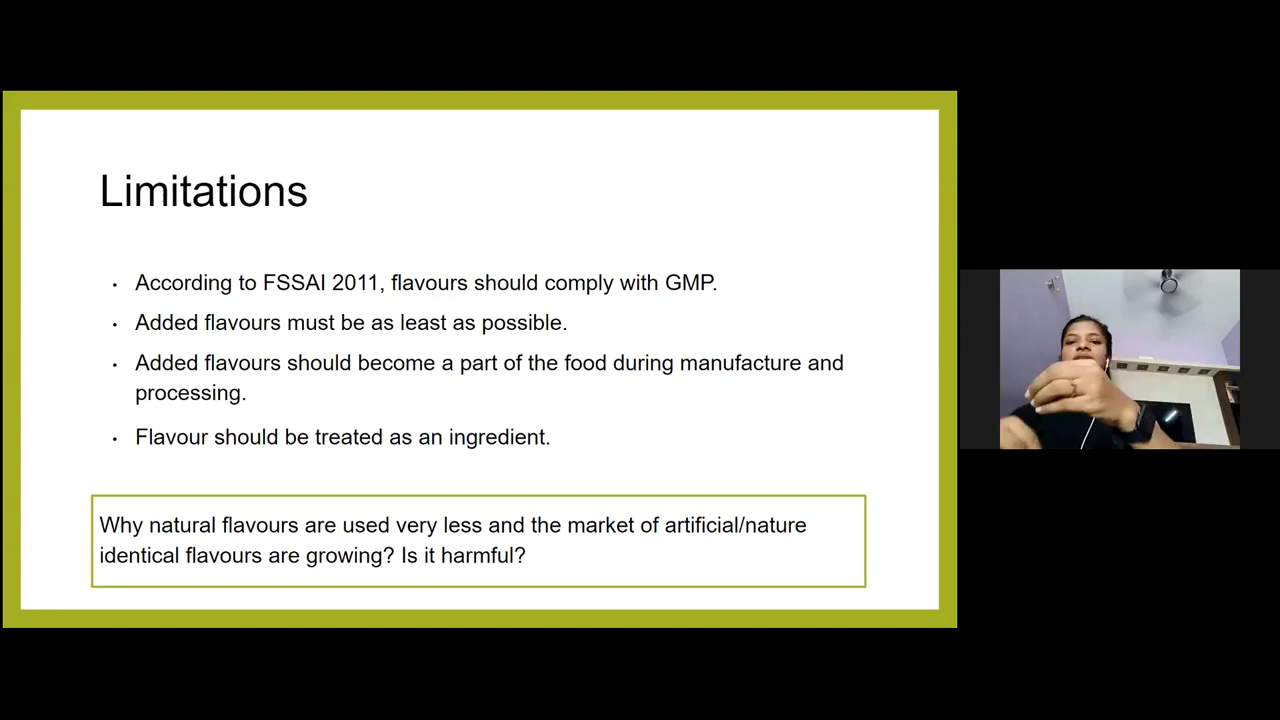 Limitations
· According to FSSAI 2011, flavours should comply with GMP.
· Added flavours must be as least as possible.
· Added flavours should become a part of the food during manufacture and
processing.
· Flavour should be treated as an ingredient.
Why natural flavours are used very less and the market of artificial/nature
identical flavours are growing? Is it harmful?